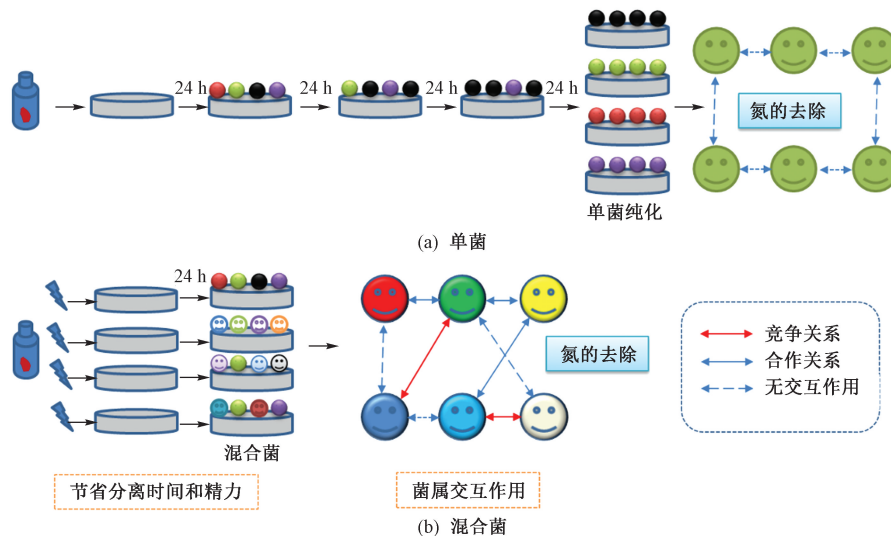 24 h
24 h
24 h
24 h
氮的去除
单菌纯化
(a) 单菌
24 h
氮的去除
竞争关系
合作关系
无交互作用
混合菌
节省分离时间和精力
菌属交互作用
(b) 混合菌